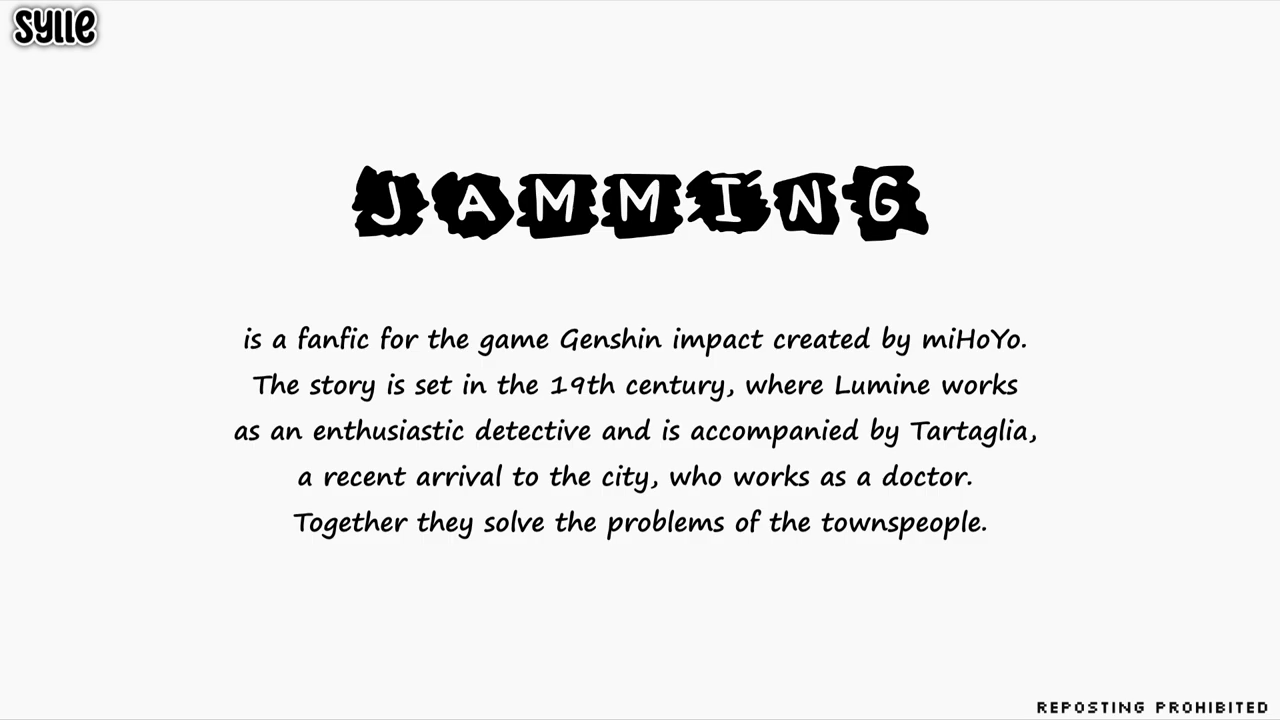 Sylle
JAMMING
is a fanfic for the game Genshin impact created by miHoYo.
The story is set in the 19th century, where Lumine works
as an enthusiastic detective and is accompanied by Tartaglia,
a recent arrival to the city, who works as a doctor.
Together they solve the problems of the townspeople.
REPOSTING PROHIBITED